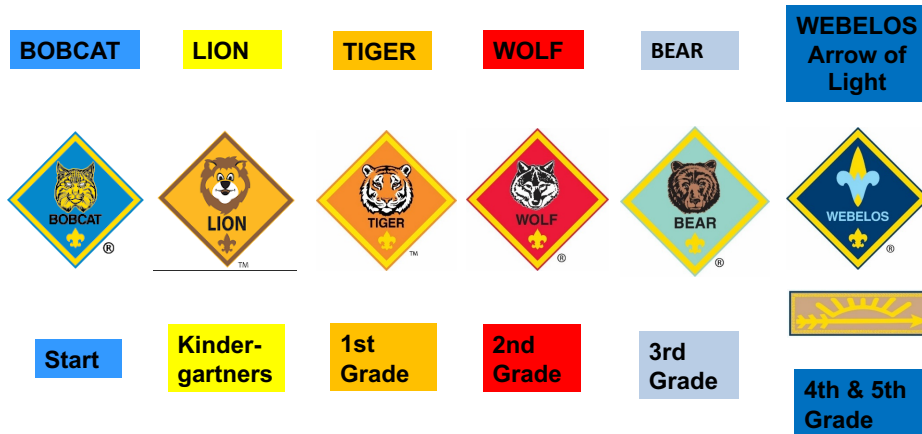 BOBCAT
LION
TIGER
WOLF
BEAR
WEBELOS
Arrow of
Light
BOBCAT
®
LION
TM
TIGER
TM
WOLF
®
BEAR
®
WEBELOS
®
Start
Kinder-
gartners
1st
Grade
2nd
Grade
3rd
Grade
4th & 5th
Grade